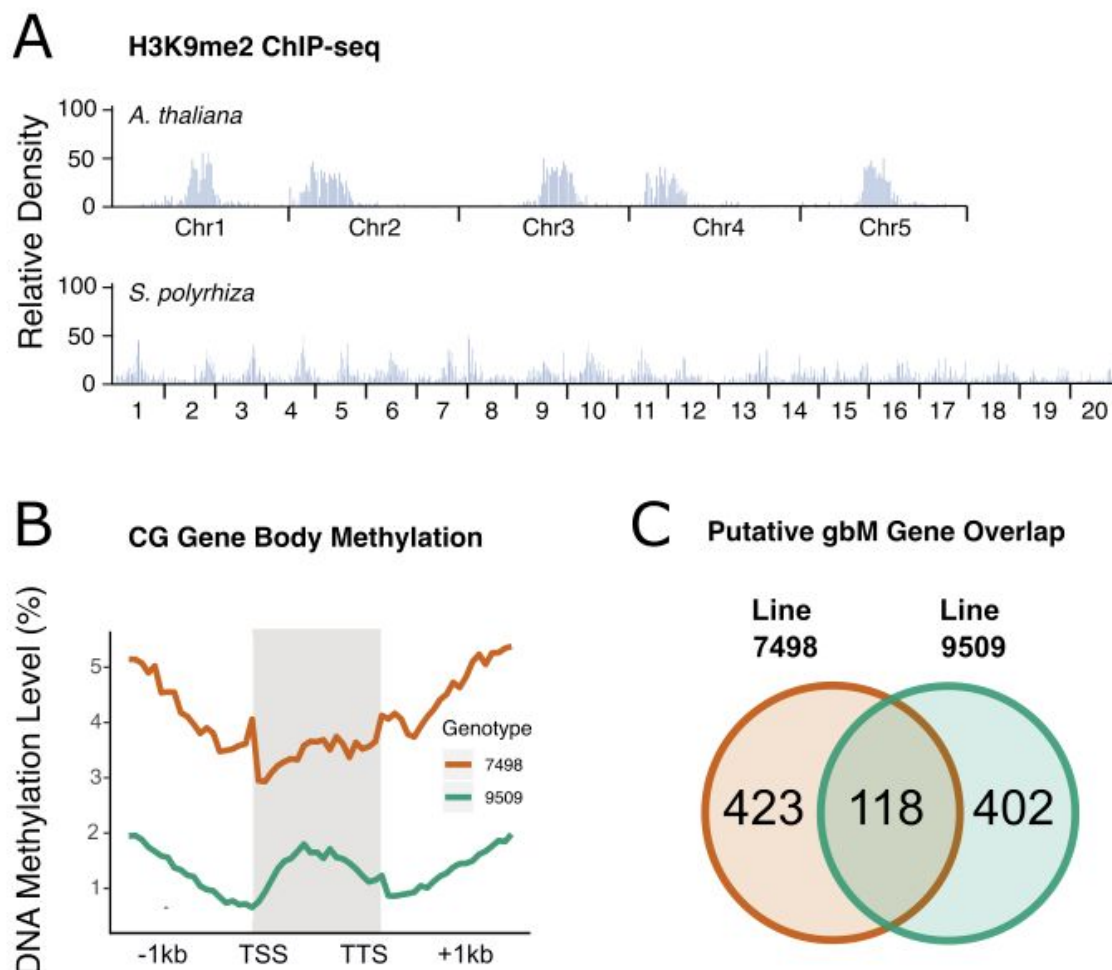 A
H3K9me2 ChIP-seq
Relative Density
100
50
0
A. thaliana
Chr1 Chr2 Chr3 Chr4 Chr5
100
50
0
S. polyrhiza
1 2 3 4 5 6 7 8 9 10 11 12 13 14 15 16 17 18 19 20
B
CG Gene Body Methylation
DNA Methylation Level (%)
5
4
3
2
1
Genotype
7498
9509
-1kb TSS TTS +1kb
C
Putative gbM Gene Overlap
Line
7498
Line
9509
423 118 402